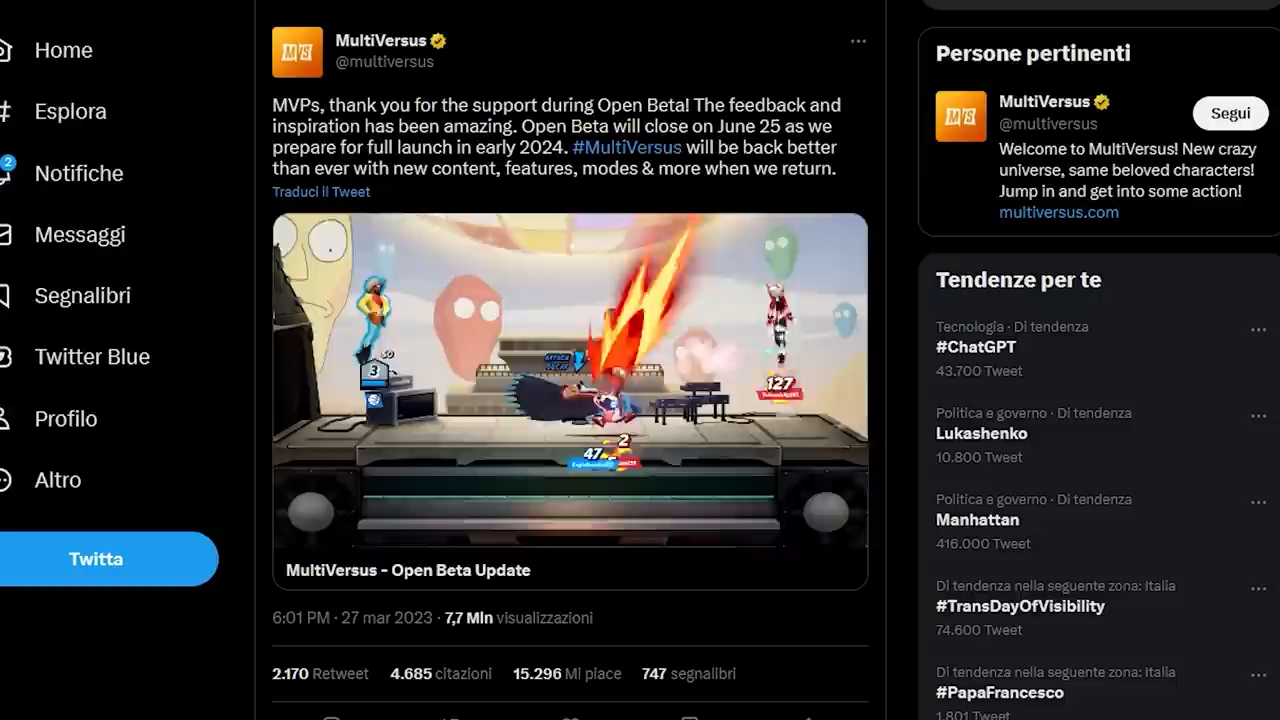 Home
Esplora
2
Notifiche
Messaggi
Segnalibri
Twitter Blue
Profilo
Altro
Twitta
M/S
MultiVersus
@multiversus
MVPs, thank you for the support during Open Beta! The feedback and
inspiration has been amazing. Open Beta will close on June 25 as we
prepare for full launch in early 2024. #MultiVersus will be back better
than ever with new content, features, modes & more when we return.
Traduci il Tweet
50
3
127
2
47
MultiVersus - Open Beta Update
6:01 PM · 27 mar 2023 · 7,7 Mln visualizzazioni
2.170 Retweet 4.685 citazioni 15.296 Mi piace 747 segnalibri
Persone pertinenti
M/S
MultiVersus
@multiversus
Segui
Welcome to MultiVersus! New crazy
universe, same beloved characters!
Jump in and get into some action!
multiversus.com
Tendenze per te
Tecnologia · Di tendenza
#ChatGPT
43.700 Tweet
Politica e governo · Di tendenza
Lukashenko
10.800 Tweet
Politica e governo · Di tendenza
Manhattan
416.000 Tweet
Di tendenza nella seguente zona: Italia
#TransDayOfVisibility
74.600 Tweet
Di tendenza nella seguente zona: Italia
#PapaFrancesco
1.801 Tweet